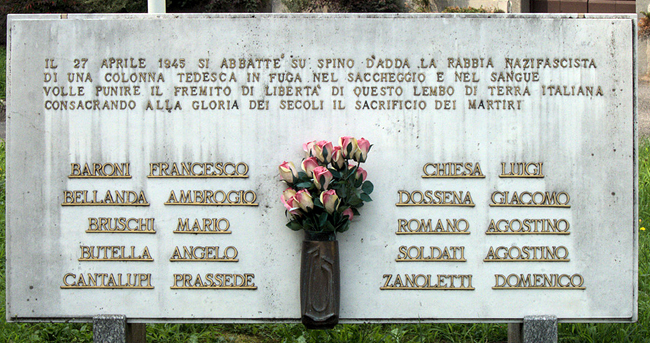 IL 27 APRILE 1945 SI ABBATTÈ SU SPINO D'ADDA LA RABBIA NAZIFASCISTA
DI UNA COLONNA TEDESCA IN FUGA NEL SACCHEGGIO E NEL SANGUE
VOLLE PUNIRE IL FREMITO DI LIBERTÀ DI QUESTO LEMBO DI TERRA ITALIANA
CONSACRANDO ALLA GLORIA DEI SECOLI IL SACRIFICIO DEI MARTIRI
BARONI FRANCESCO
BELLANDA AMBROGIO
BRUSCHI MARIO
BUTELLA ANGELO
CANTALUPI PRASSEDE
CHIESA LUIGI
DOSSENA GIACOMO
ROMANO AGOSTINO
SOLDATI AGOSTINO
ZANOLETTI DOMENICO